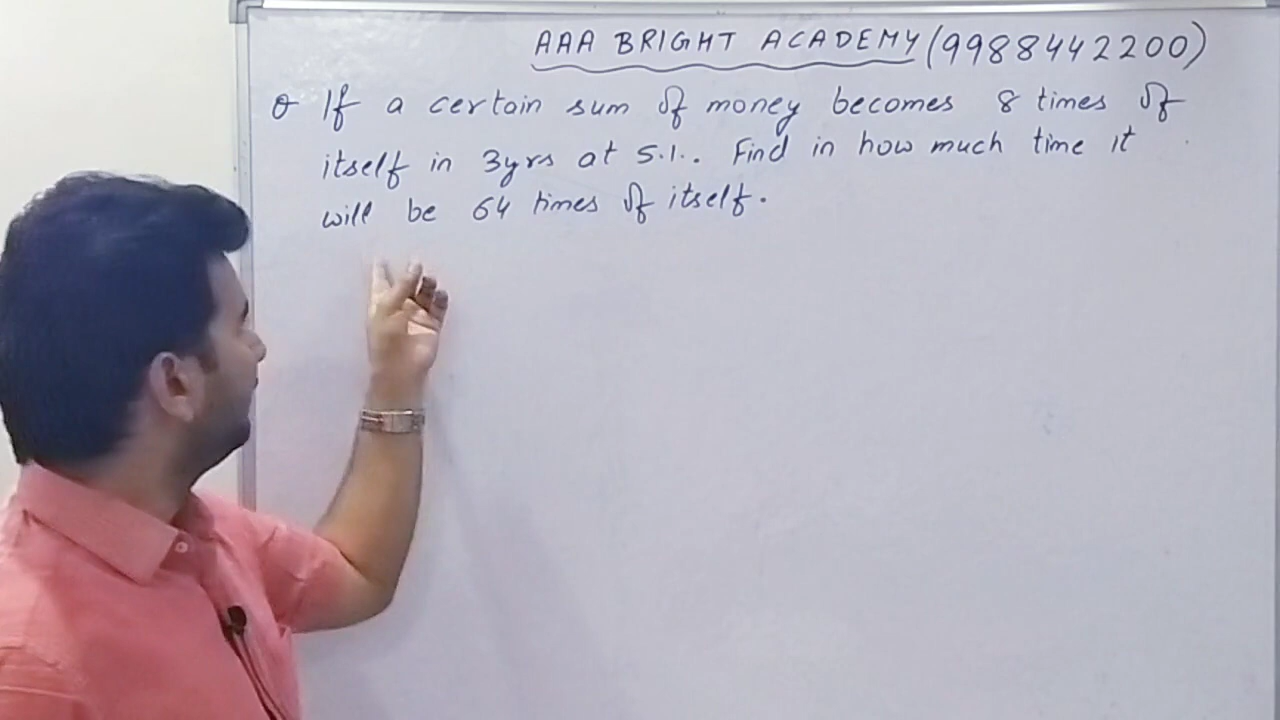 AAA BRIGHT ACADEMY (9988442200)
Q If a certain sum of money becomes 8 times of
itself in 3yrs at S.I.. Find in how much time it
will be 64 times of itself.